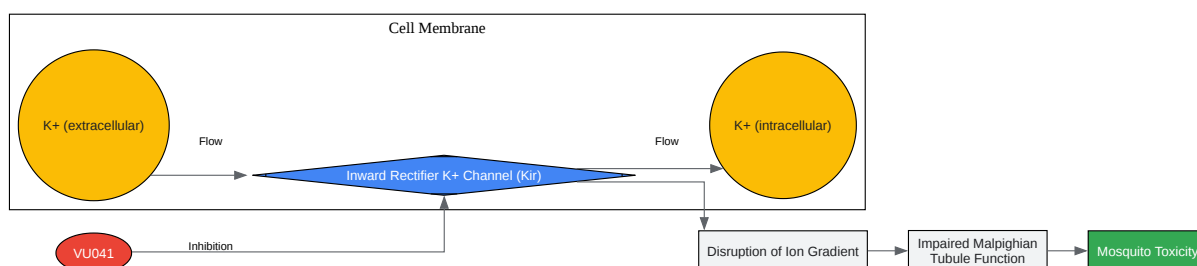 Cell Membrane
K+ (extracellular)
Flow
Inward Rectifier K+ Channel (Kir)
Flow
K+ (intracellular)
VU041
Inhibition
Disruption of Ion Gradient
Impaired Malpighian
Tubule Function
Mosquito Toxicity